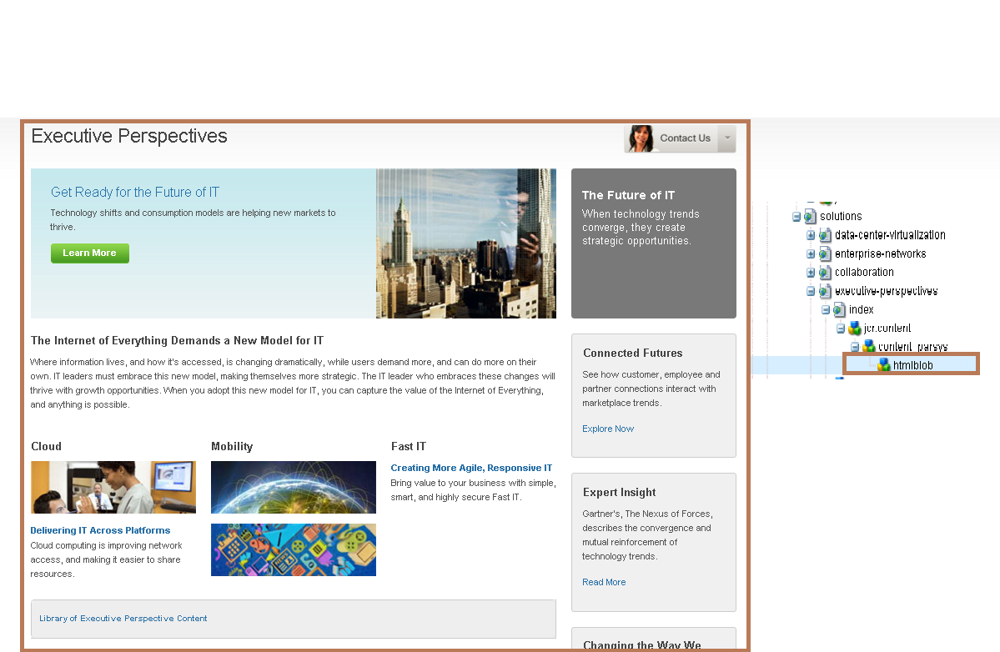 Executive Perspectives
Contact Us
Get Ready for the Future of IT
Technology shifts and consumption models helping new markets to
thrive.
Learn More
The Future of IT
When technology trends
converge, they create
strategic opportunities.
The Internet of Everything Demands a New Model for IT
Where information lives, and how it's accessed, is changing dramatically, while users demand more, and can do more on their
own. IT leaders must embrace this new model, making themselves more strategic. The IT leader who embraces these changes will
thrive with growth opportunities. When you adopt this new model for IT, you can capture the value of the Internet of Everything,
and anything is possible.
Cloud
Delivering IT Across Platforms
Cloud computing is improving network
access, and making it easier to share
resources.
Mobility
Fast IT
Creating More Agile, Responsive IT
Bring value to your business with simple,
smart, and highly secure Fast IT.
Library of Executive Perspective Content
Connected Futures
See how customer, employee and
partner connections interact with
marketplace trends.
Explore Now
Expert Insight
Gartner's, The Nexus of Forces,
describes the convergence and
mutual reinforcement of
technology trends.
Read More
Changing the Way We
solutions
data-center-virtualization
enterprise-networks
collaboration
executive-perspectives
index
jcr:content
content_parsys
htmlblob